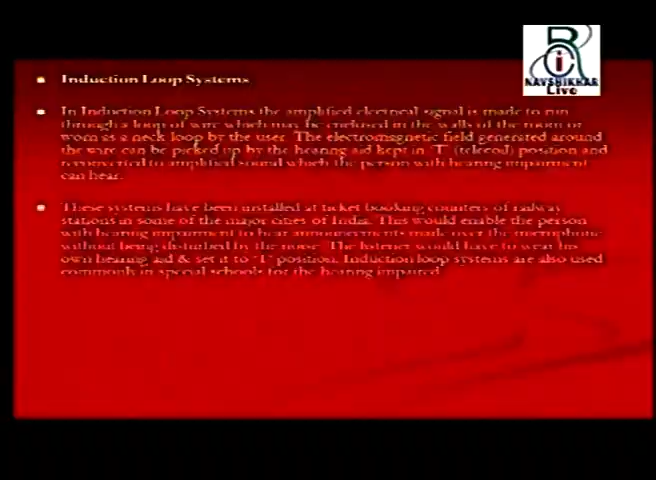 RCi
NAVSHIKHAR
Live
Induction Loop Systems
In Induction Loop Systems the amplified electrical signal is made to run
through a loop of wire which may be enclosed in the walls of the room or
worn as a neck loop by the user. The electromagnetic field generated around
the wire can be picked up by the hearing aid kept in 'T' (telecoil) position and
reconverted to amplified sound which the person with hearing impairment
can hear.
These systems have been installed at ticket booking counters of railway
stations in some of the major cities of India. This would enable the person
with hearing impairment to hear announcements made over the microphone
without being disturbed by the noise. The listener would have to wear his
own hearing aid & set it to 'T' position. Induction loop systems are also used
commonly in special schools for the hearing impaired